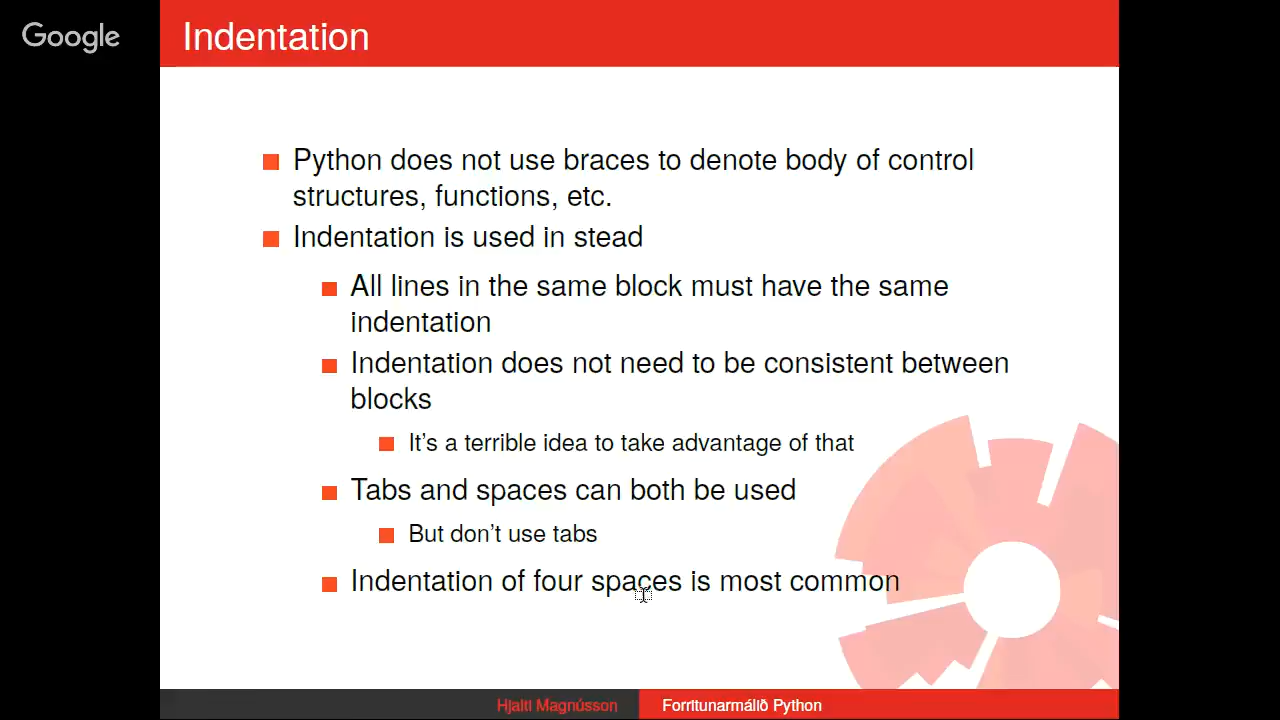 Google
Indentation
Python does not use braces to denote body of control
structures, functions, etc.
Indentation is used in stead
All lines in the same block must have the same
indentation
Indentation does not need to be consistent between
blocks
It's a terrible idea to take advantage of that
Tabs and spaces can both be used
But don't use tabs
Indentation of four spaces is most common
Hjalti Magnússon
Forritunarmálið Python